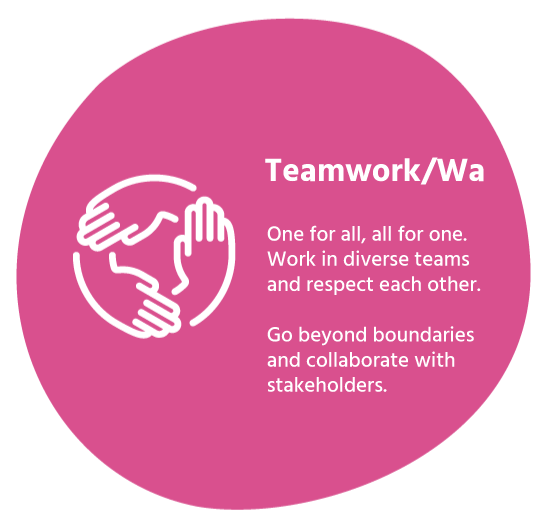 Teamwork/Wa
One for all, all for one.
Work in diverse teams
and respect each other.
Go beyond boundaries
and collaborate with
stakeholders.